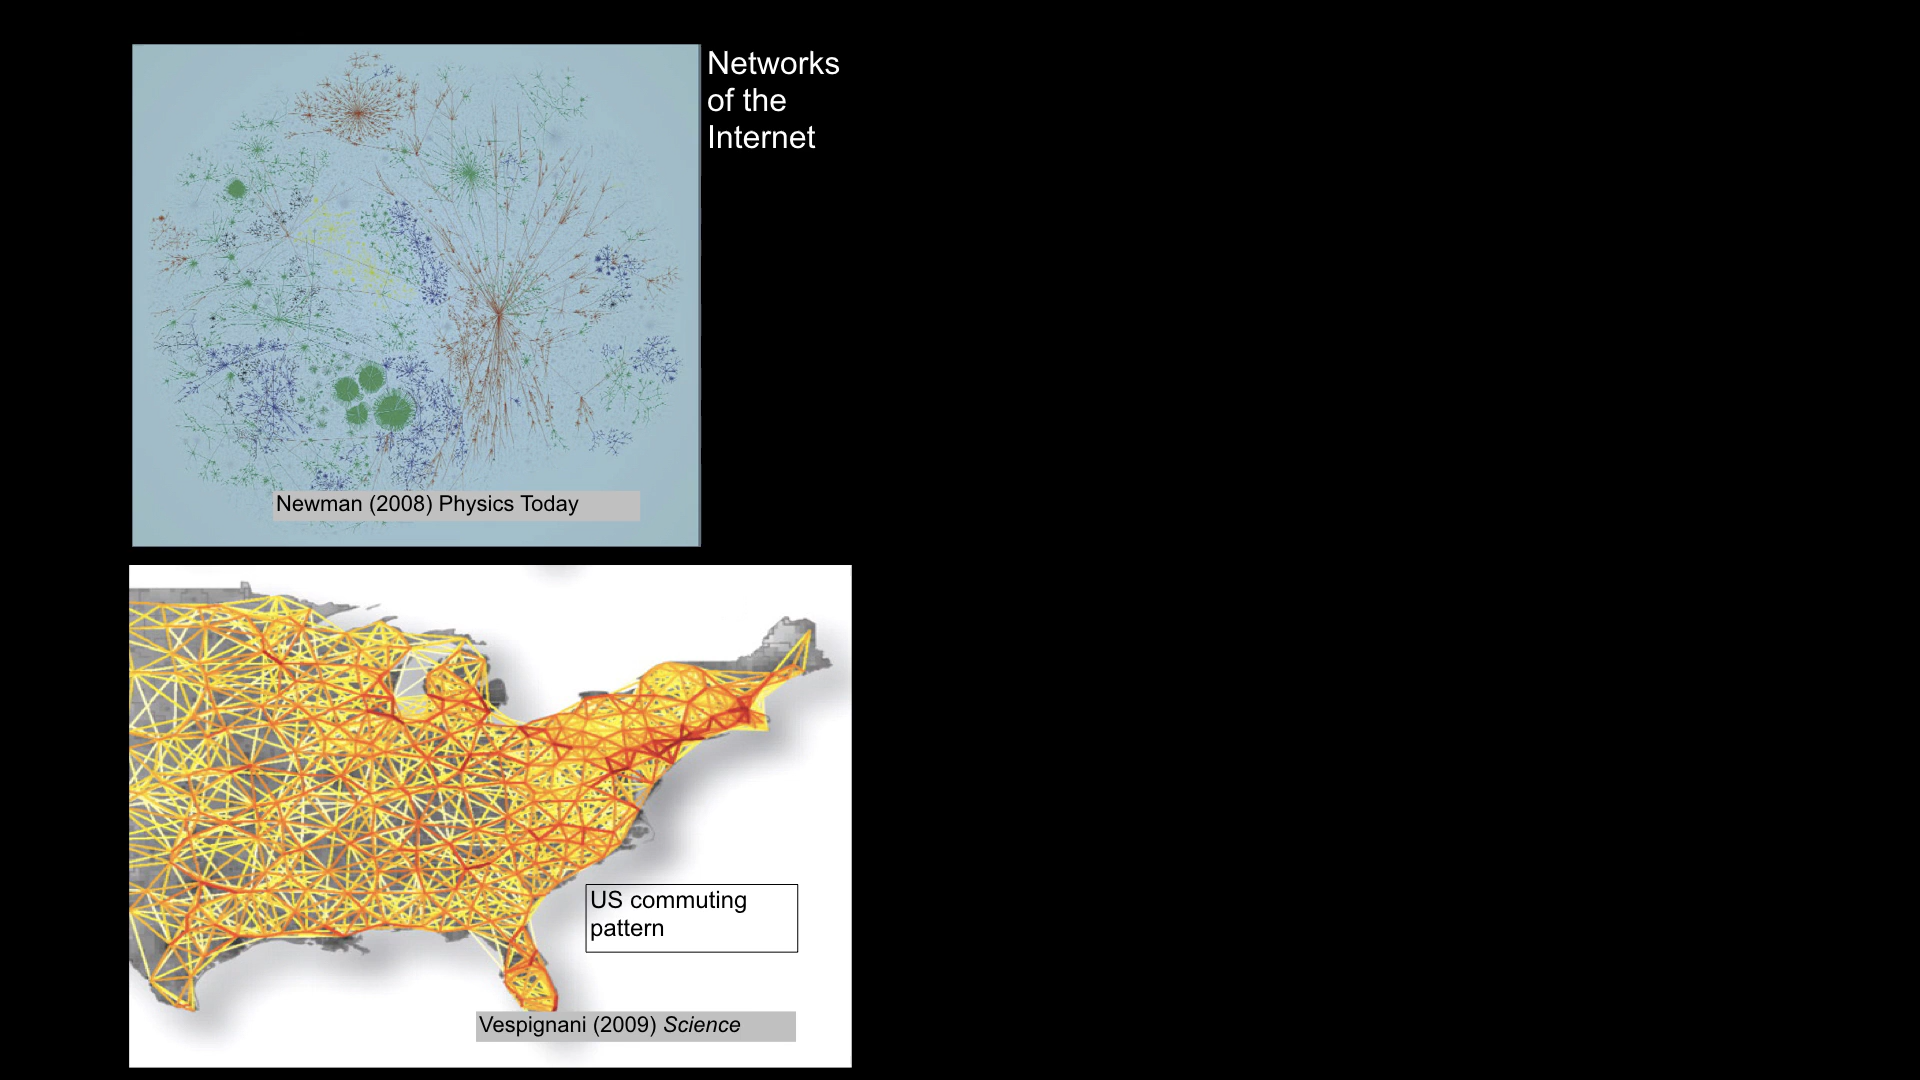 Networks
of the
Internet
Newman (2008) Physics Today
US commuting
pattern
Vespignani (2009) Science